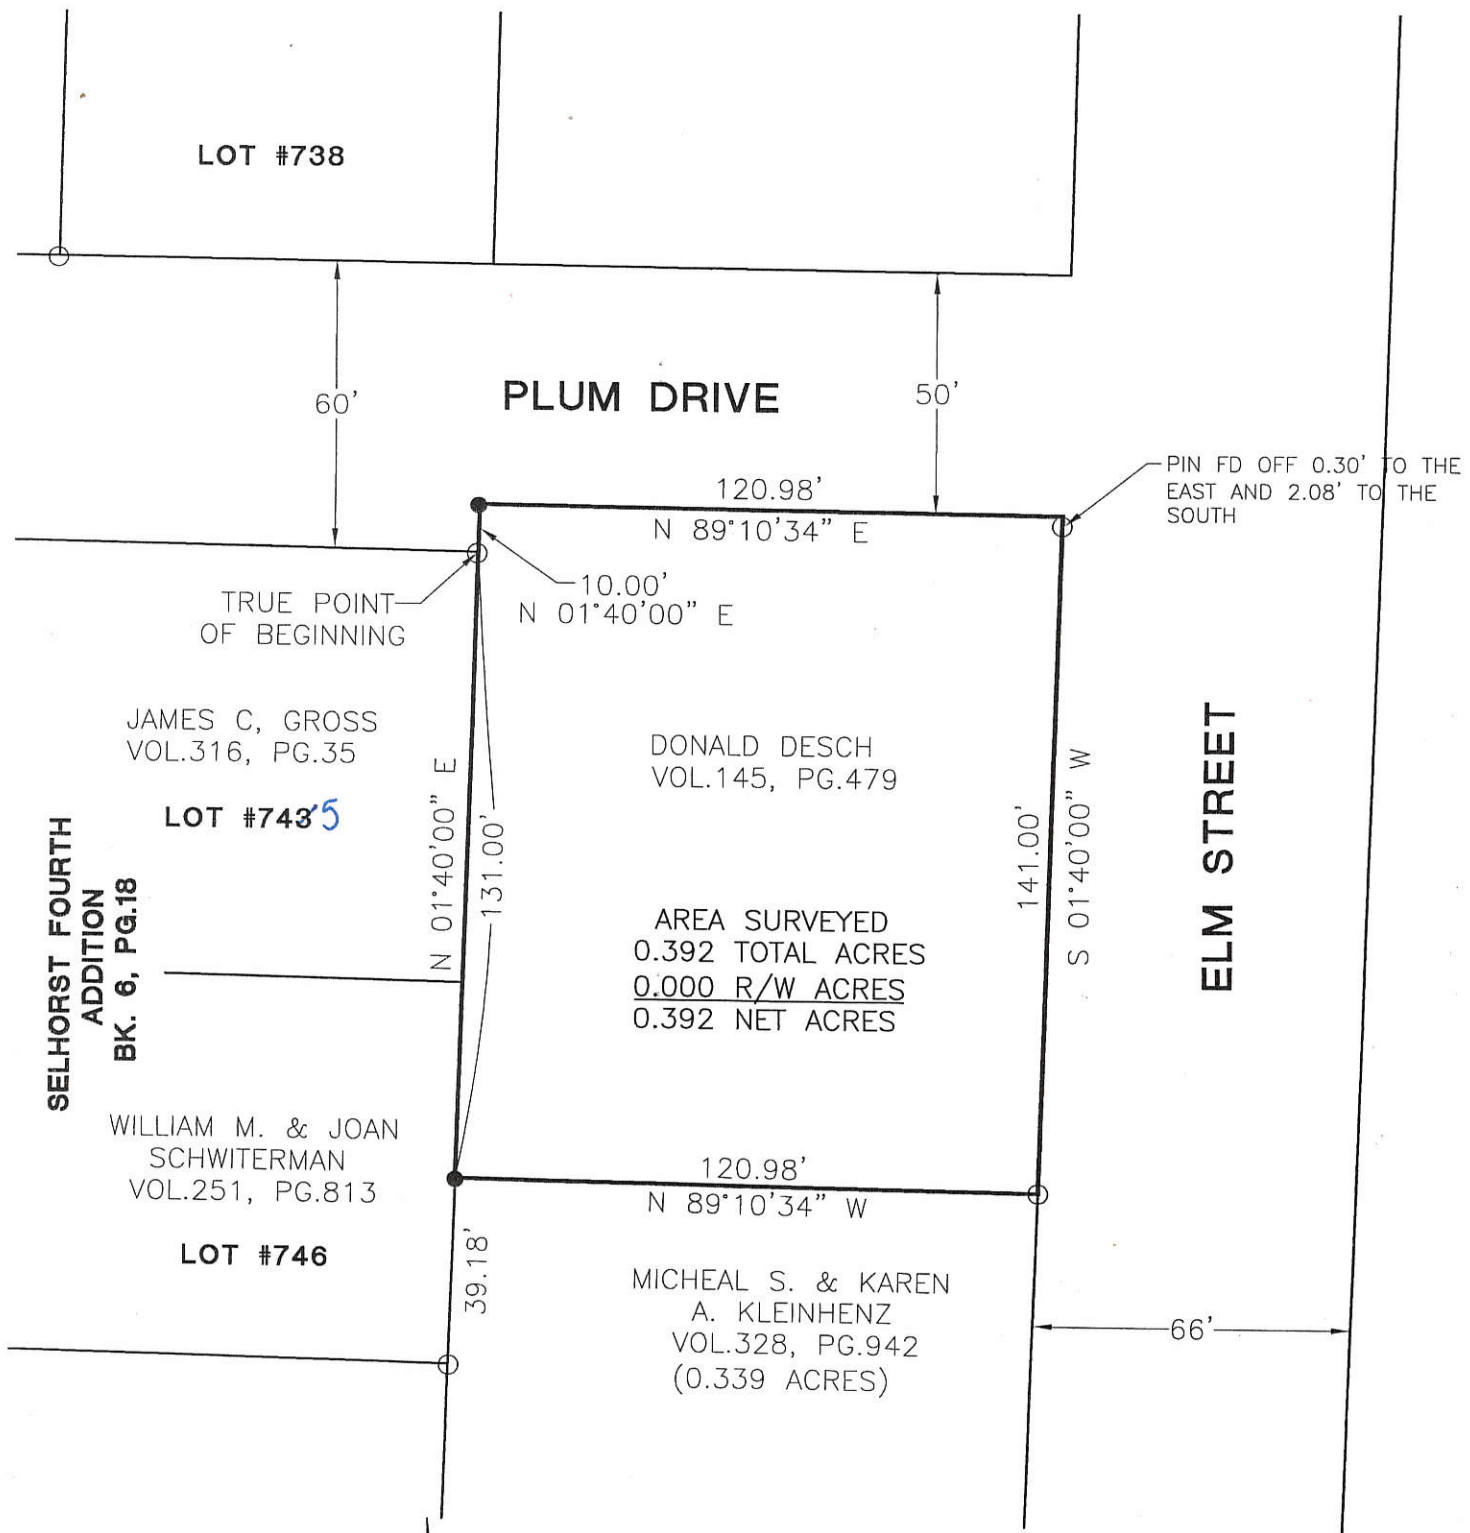 LOT #738
60'
PLUM DRIVE
50'
PIN FD OFF 0.30' TO THE
EAST AND 2.08' TO THE
SOUTH
120.98'
N 89°10'34" E
10.00'
N 01°40'00" E
TRUE POINT
OF BEGINNING
JAMES C, GROSS
VOL.316, PG.35
LOT #743 5
SELHORST FOURTH
ADDITION
BK. 6, PG.18
N 01°40'00" E
131.00'
DONALD DESCH
VOL.145, PG.479
AREA SURVEYED
0.392 TOTAL ACRES
0.000 R/W ACRES
0.392 NET ACRES
141.00'
S 01°40'00" W
ELM STREET
WILLIAM M. & JOAN
SCHWITERMAN
VOL.251, PG.813
LOT #746
120.98'
N 89°10'34" W
39.18'
MICHEAL S. & KAREN
A. KLEINHENZ
VOL.328, PG.942
(0.339 ACRES)
66'